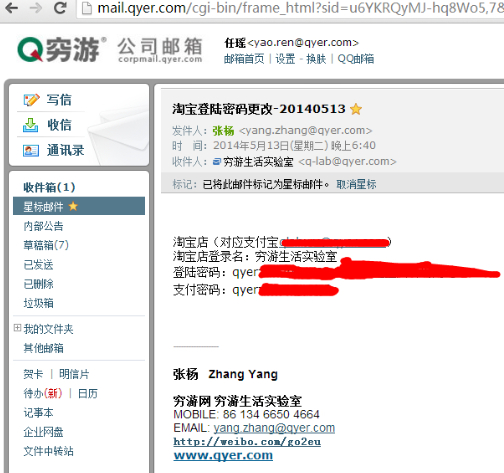 mail.qyer.com/cgi-bin/frame_html?sid=u6YKRQyMJ-hq8Wo5,78
穷游® 公司邮箱
corpmail.qyer.com
任瑶<yao.ren@qyer.com>
邮箱首页 | 设置 - 换肤 | QQ邮箱
写信
收信
通讯录
收件箱(1)
星标邮件
内部公告
草稿箱(7)
已发送
已删除
垃圾箱
我的文件夹
其他邮箱
贺卡 | 明信片
待办(新) | 日历
记事本
企业网盘
文件中转站
淘宝登陆密码更改-20140513
发件人: 张杨 <yang.zhang@qyer.com>
时 间: 2014年5月13日(星期二) 晚上6:40
收件人: 穷游生活实验室 <q-lab@qyer.com>
标记: 已将此邮件标记为星标邮件。 取消星标
淘宝店（对应支付宝
淘宝店登录名：穷游生活实验室
登陆密码：qyer
支付密码：qyer
张杨 Zhang Yang
穷游网 穷游生活实验室
MOBILE: 86 134 6650 4664
EMAIL: yang.zhang@qyer.com
http://weibo.com/go2eu
www.qyer.com